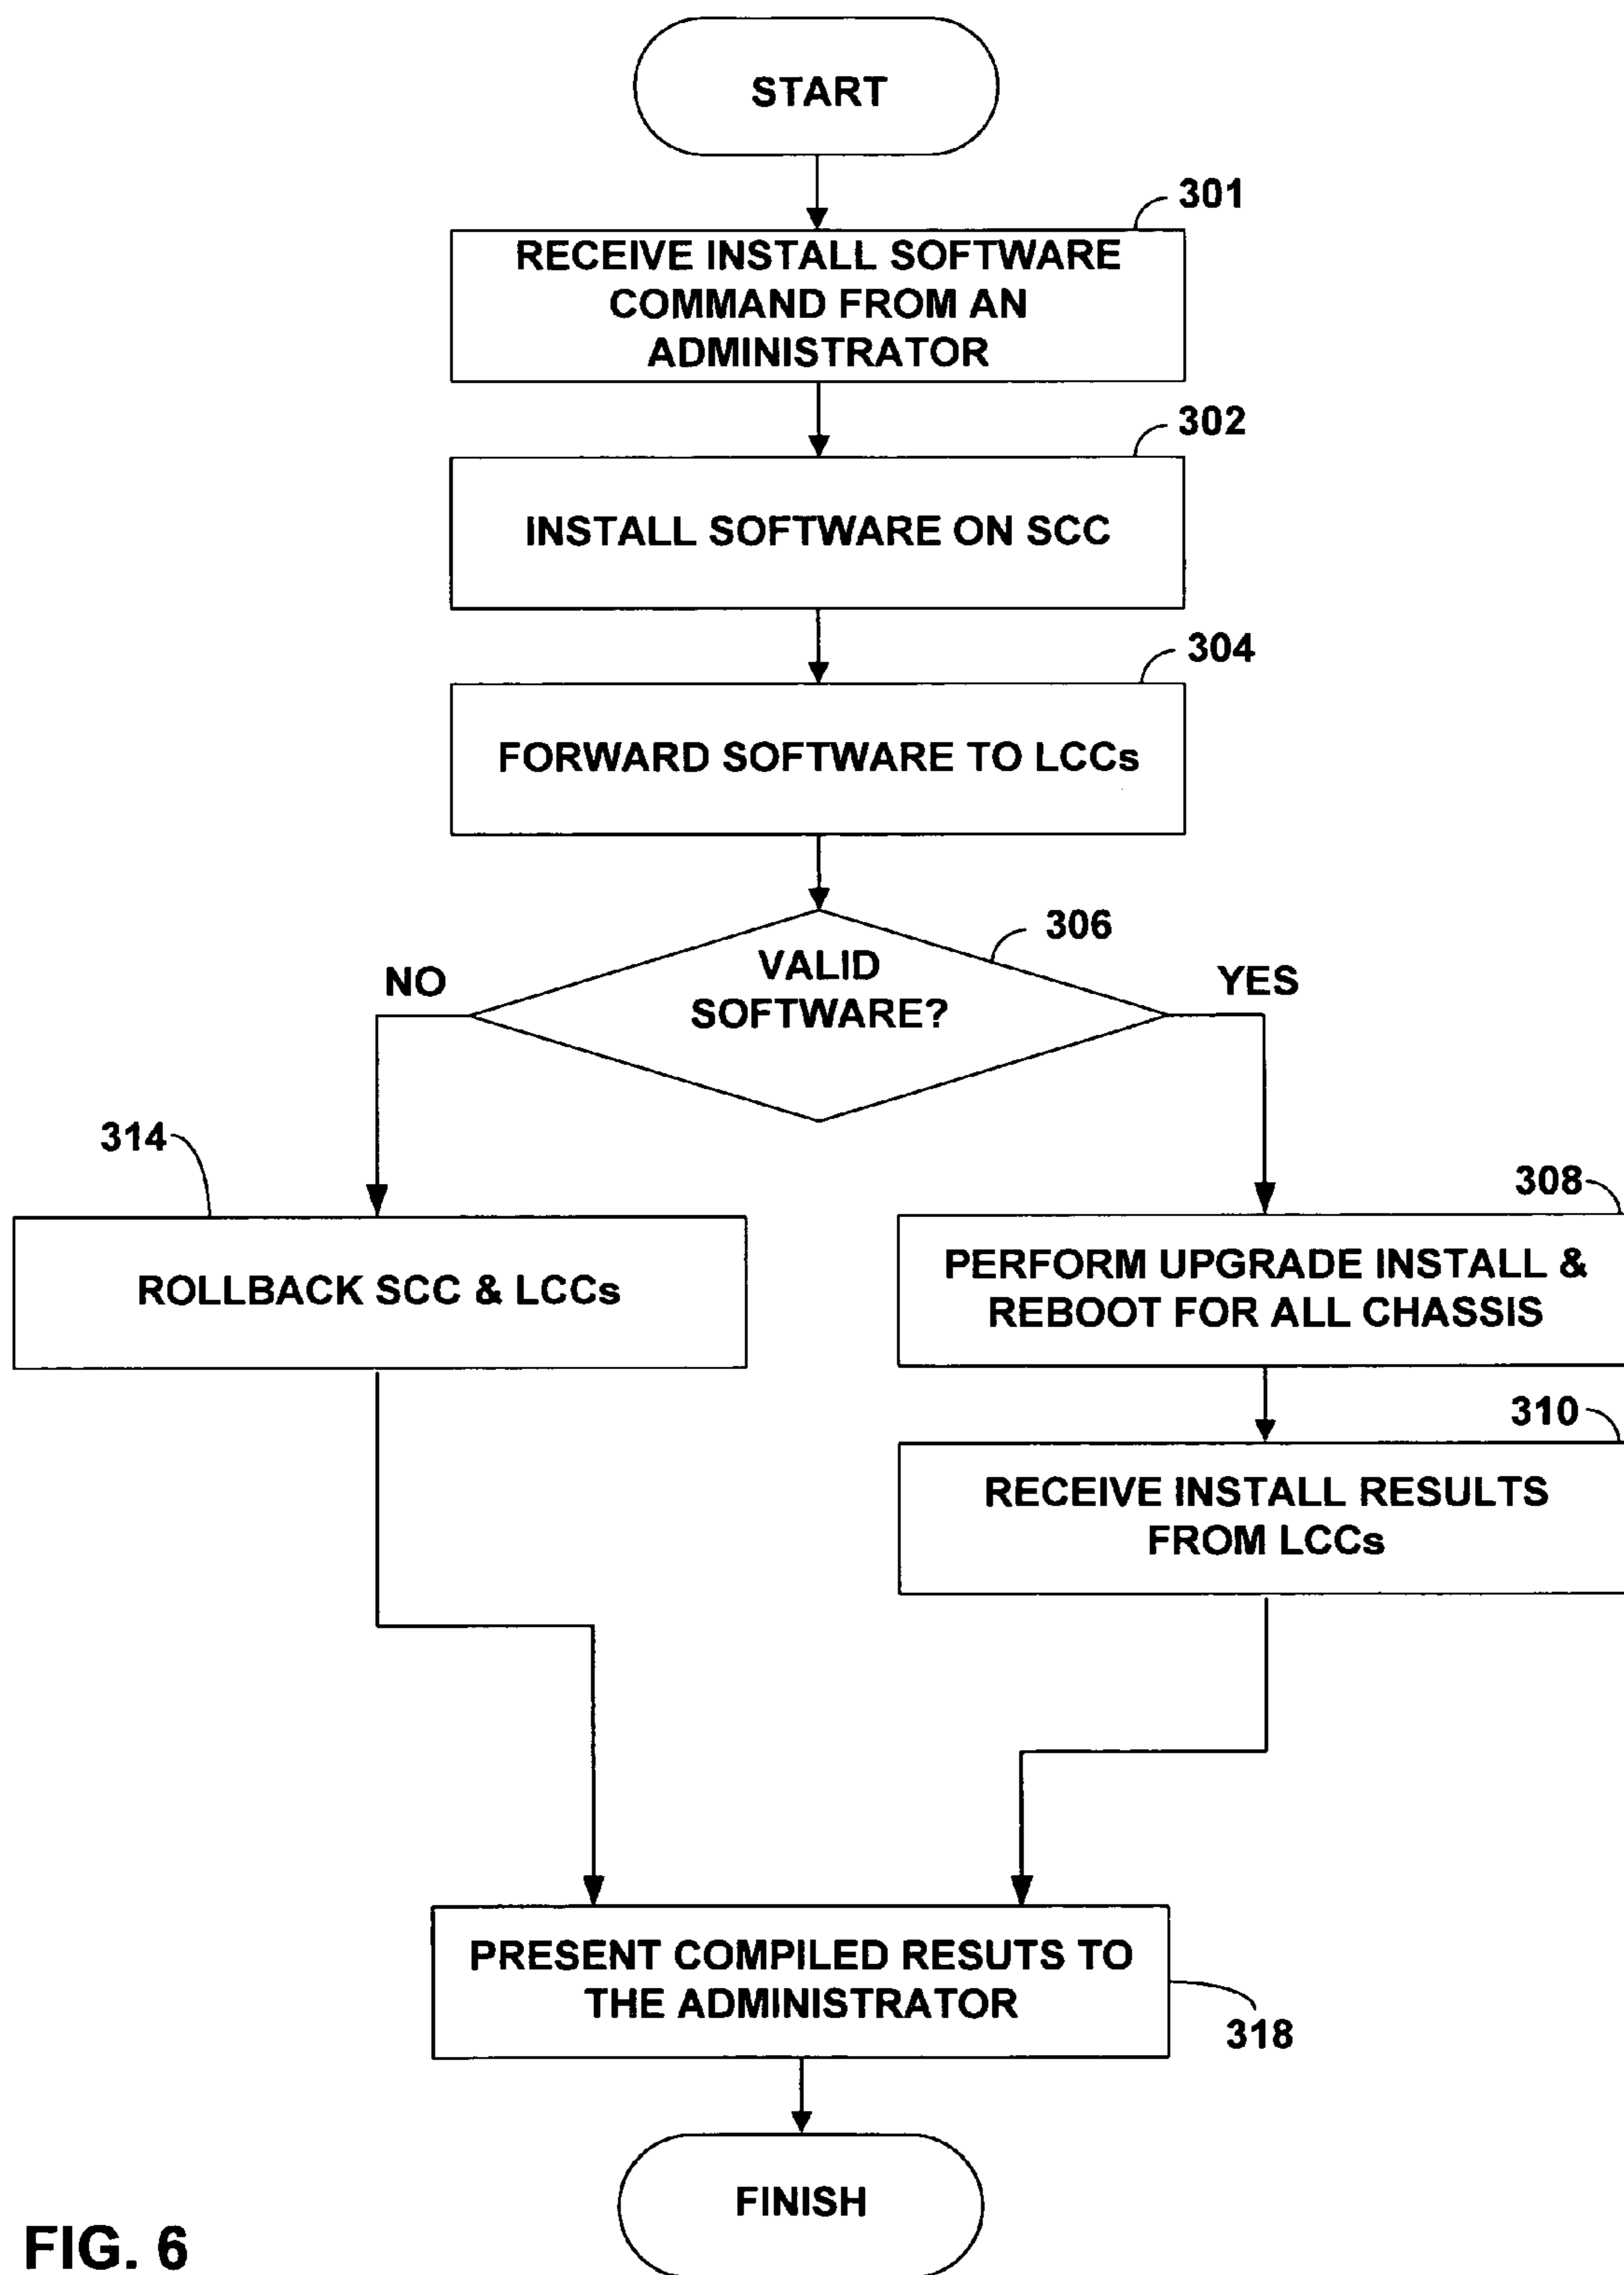 START
301
RECEIVE INSTALL SOFTWARE
COMMAND FROM AN
ADMINISTRATOR
302
INSTALL SOFTWARE ON SCC
304
FORWARD SOFTWARE TO LCCs
306
VALID
SOFTWARE?
NO
YES
314
ROLLBACK SCC & LCCs
308
PERFORM UPGRADE INSTALL &
REBOOT FOR ALL CHASSIS
310
RECEIVE INSTALL RESULTS
FROM LCCs
PRESENT COMPILED RESUTS TO
THE ADMINISTRATOR
318
FINISH
FIG. 6